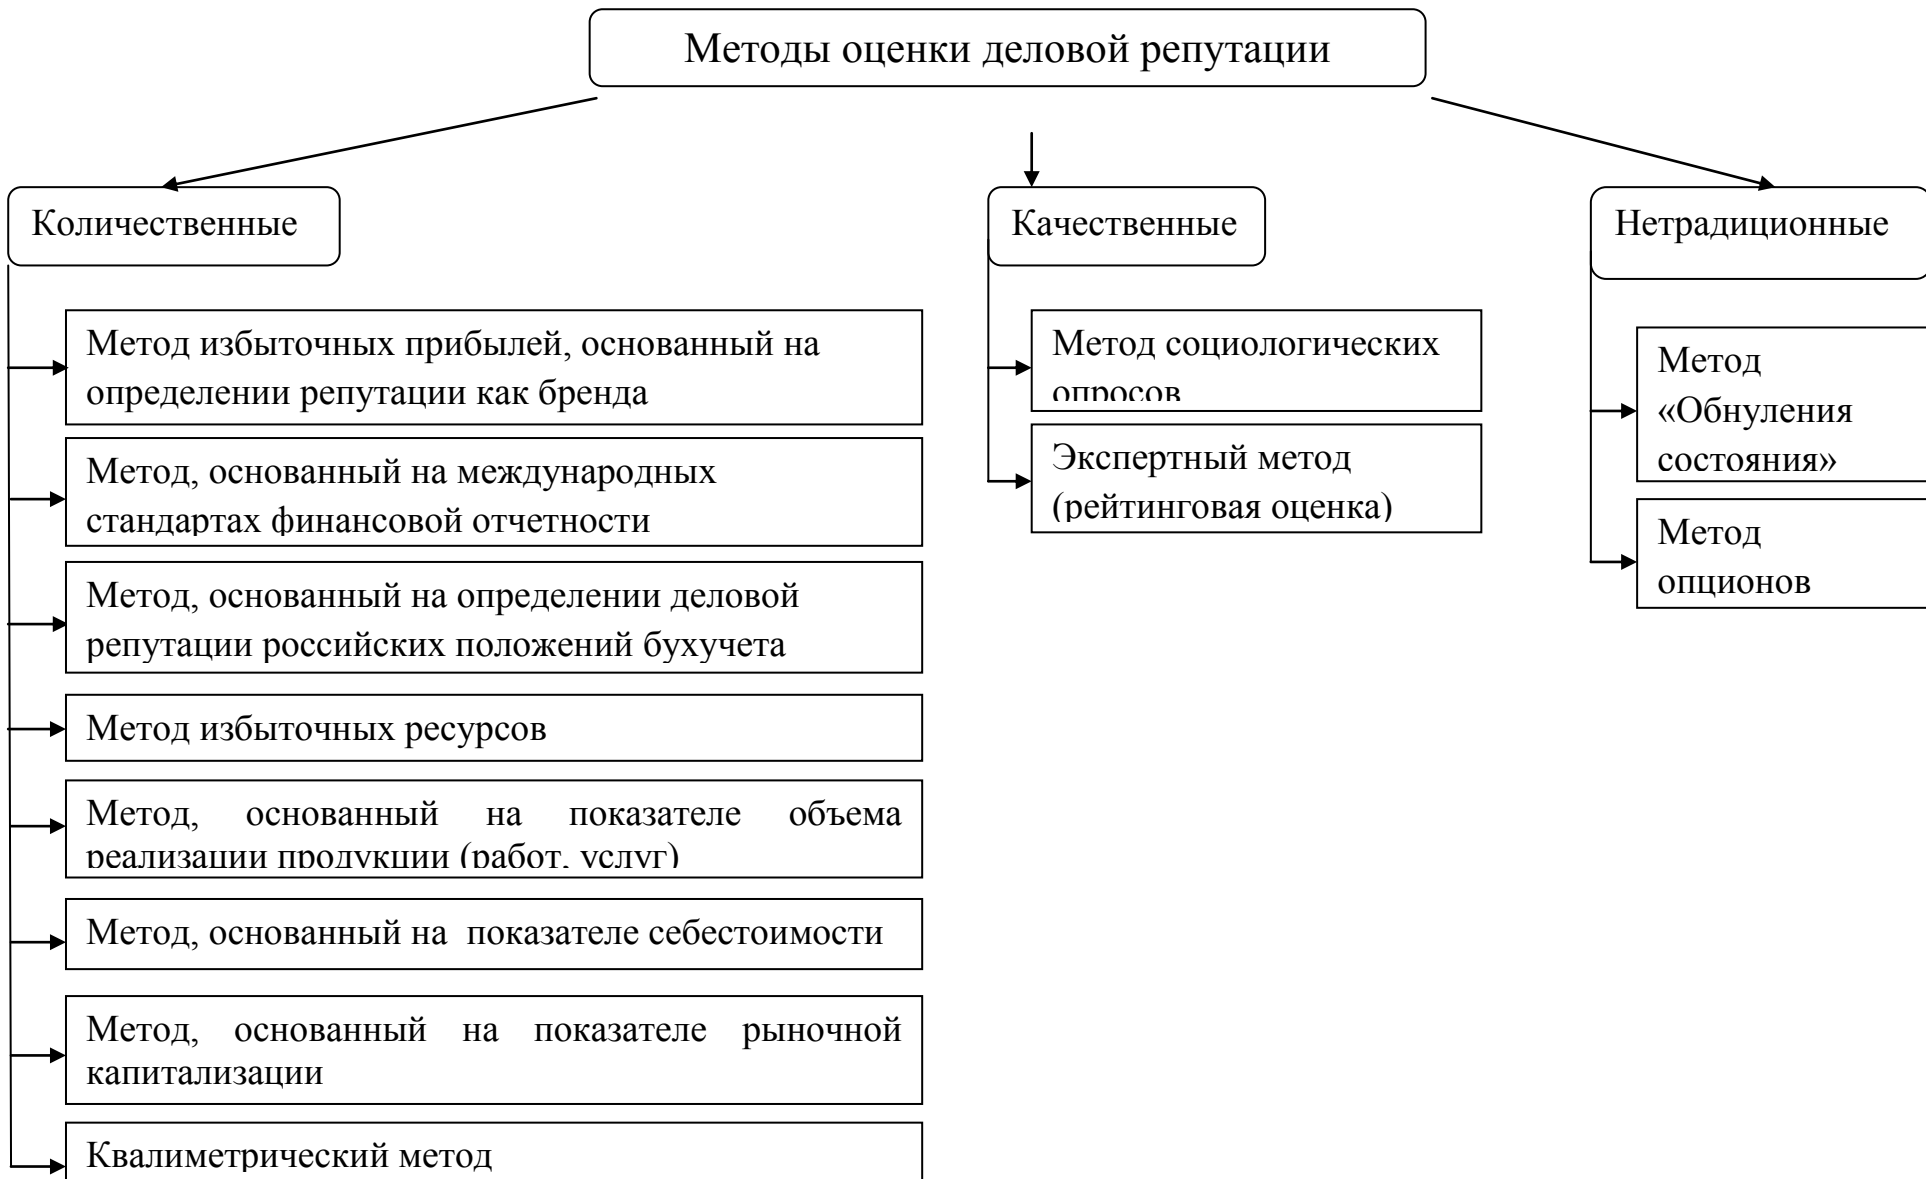 Методы оценки деловой репутации
Количественные
Метод избыточных прибылей, основанный на
определении репутации как бренда
Метод, основанный на международных
стандартах финансовой отчетности
Метод, основанный на определении деловой
репутации российских положений бухучета
Метод избыточных ресурсов
Метод, основанный на показателе объема
реализации продукции (работ, услуг)
Метод, основанный на показателе себестоимости
Метод, основанный на показателе рыночной
капитализации
Квалиметрический метод
Качественные
Метод социологических
опросов
Экспертный метод
(рейтинговая оценка)
Нетрадиционные
Метод
«Обнуления
состояния»
Метод
опционов